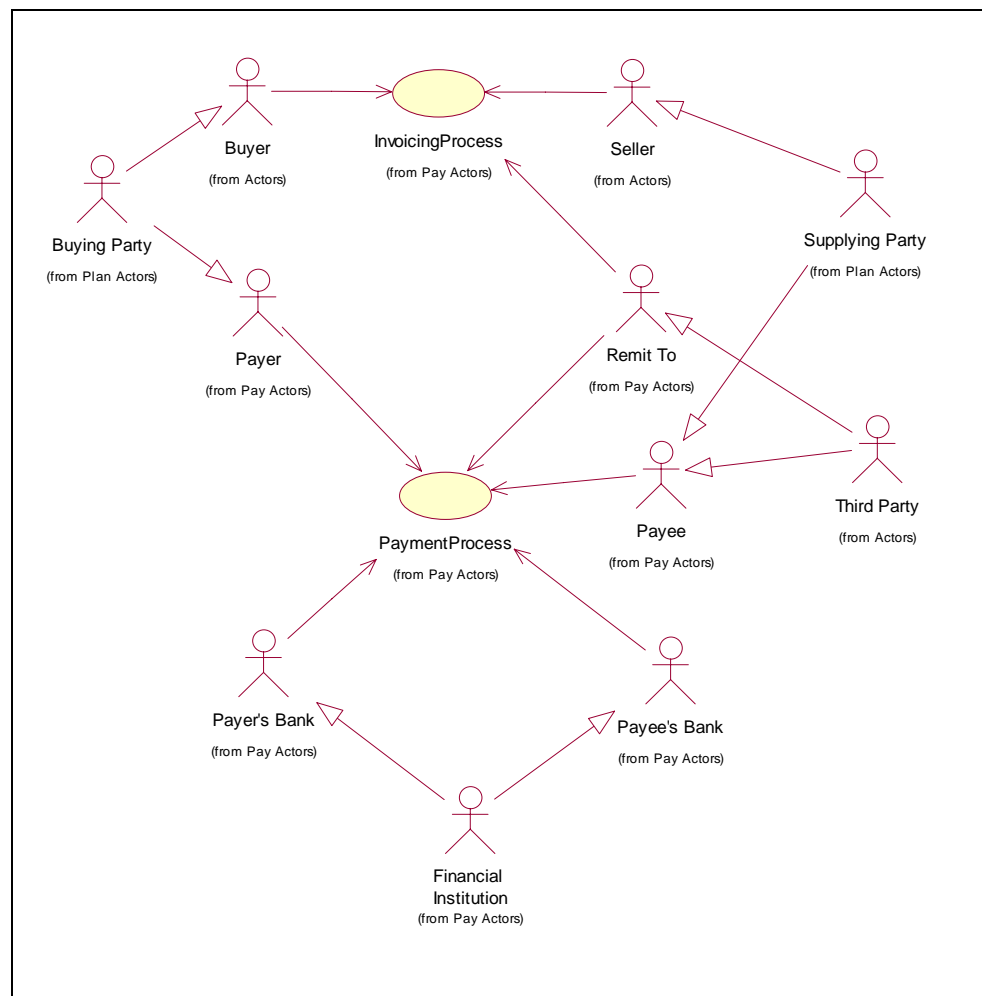 Buyer
(from Actors)
InvoicingProcess
(from Pay Actors)
Seller
(from Actors)
Buying Party
(from Plan Actors)
Supplying Party
(from Plan Actors)
Payer
(from Pay Actors)
Remit To
(from Pay Actors)
PaymentProcess
(from Pay Actors)
Payee
(from Pay Actors)
Third Party
(from Actors)
Payer's Bank
(from Pay Actors)
Payee's Bank
(from Pay Actors)
Financial
Institution
(from Pay Actors)